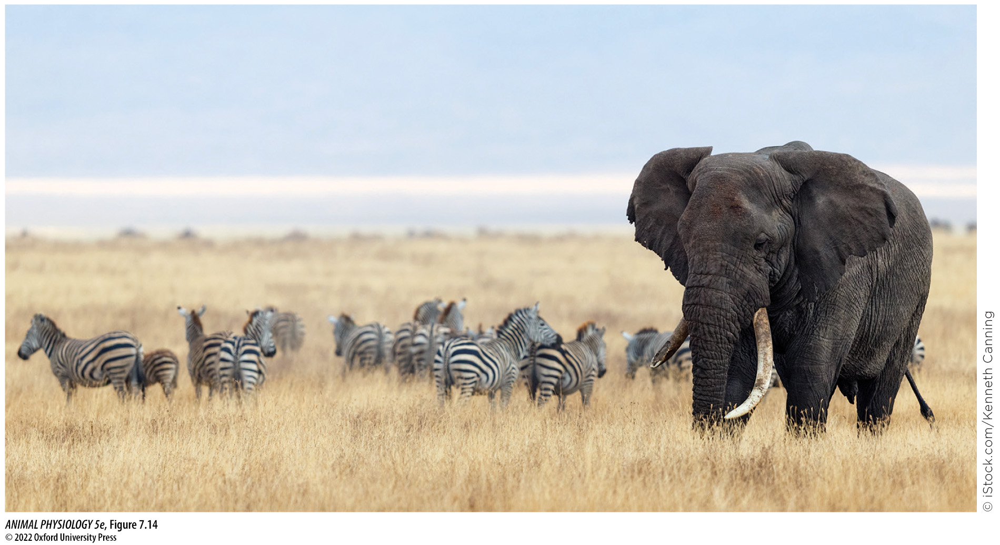 © iStock.com/Kenneth Canning
ANIMAL PHYSIOLOGY 5e, Figure 7.14
© 2022 Oxford University Press